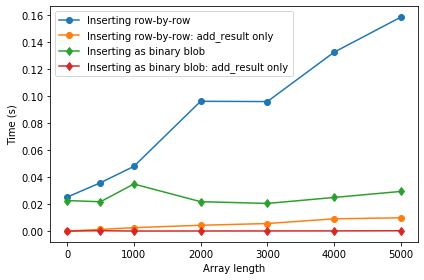 0.16
0.14
0.12
0.10
0.08
0.06
0.04
0.02
0.00
Time (s)
Inserting row-by-row
Inserting row-by-row: add_result only
Inserting as binary blob
Inserting as binary blob: add_result only
0 1000 2000 3000 4000 5000
Array length